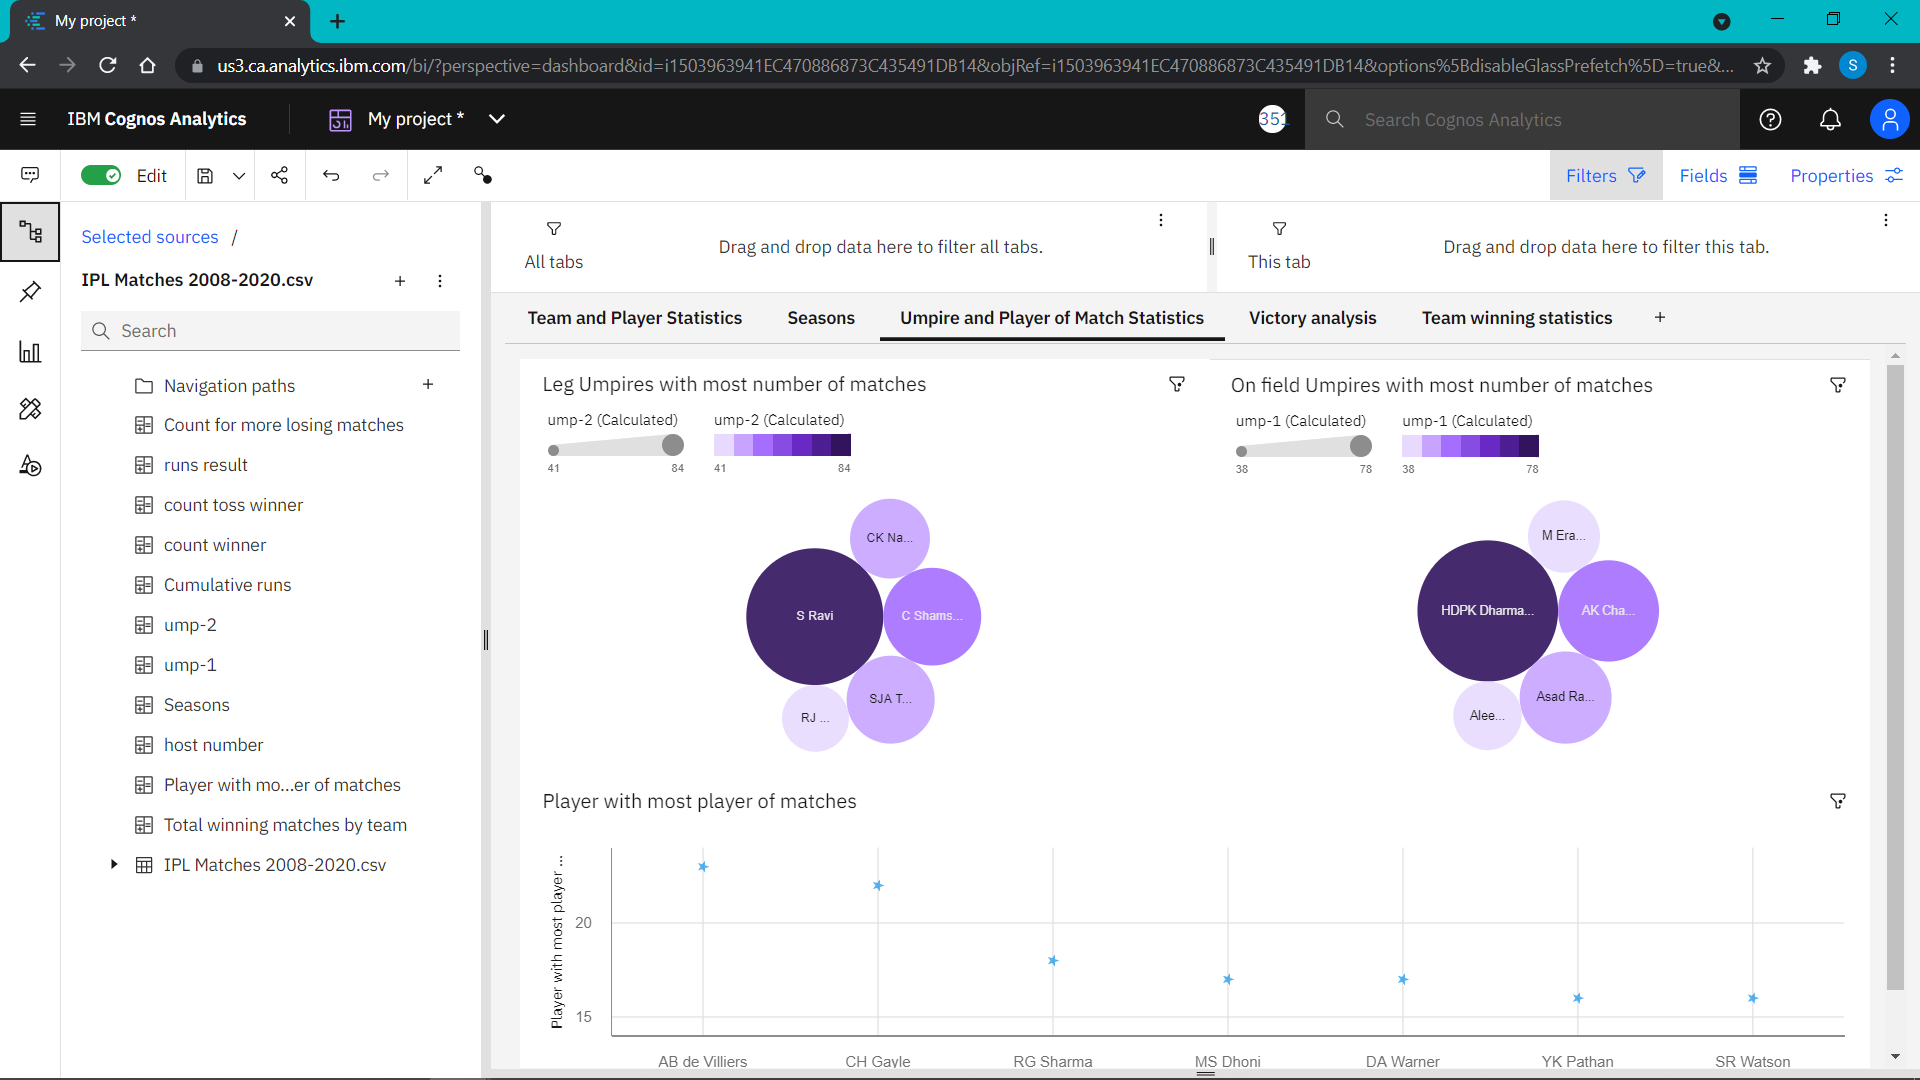 My project *
us3.ca.analytics.ibm.com/bi/?perspective=dashboard&id=i1503963941EC470886873C435491DB14&objRef=i1503963941EC470886873C435491DB14&options%5BdisableGlassPrefetch%5D=true&...
S
IBM Cognos Analytics
My project *
351
Search Cognos Analytics
Edit
Filters
Fields
Properties
Selected sources /
IPL Matches 2008-2020.csv
Search
Navigation paths
Count for more losing matches
runs result
count toss winner
count winner
Cumulative runs
ump-2
ump-1
Seasons
host number
Player with mo...er of matches
Total winning matches by team
IPL Matches 2008-2020.csv
All tabs
Drag and drop data here to filter all tabs.
This tab
Drag and drop data here to filter this tab.
Team and Player Statistics
Seasons
Umpire and Player of Match Statistics
Victory analysis
Team winning statistics
Leg Umpires with most number of matches
ump-2 (Calculated)
41 84
ump-2 (Calculated)
41 84
CK Na...
S Ravi
C Shams...
SJA T...
RJ ...
On field Umpires with most number of matches
ump-1 (Calculated)
38 78
ump-1 (Calculated)
38 78
M Era...
HDPK Dharma...
AK Cha...
Asad Ra...
Alee...
Player with most player of matches
Player with most player ...
20
15
AB de Villiers
CH Gayle
RG Sharma
MS Dhoni
DA Warner
YK Pathan
SR Watson